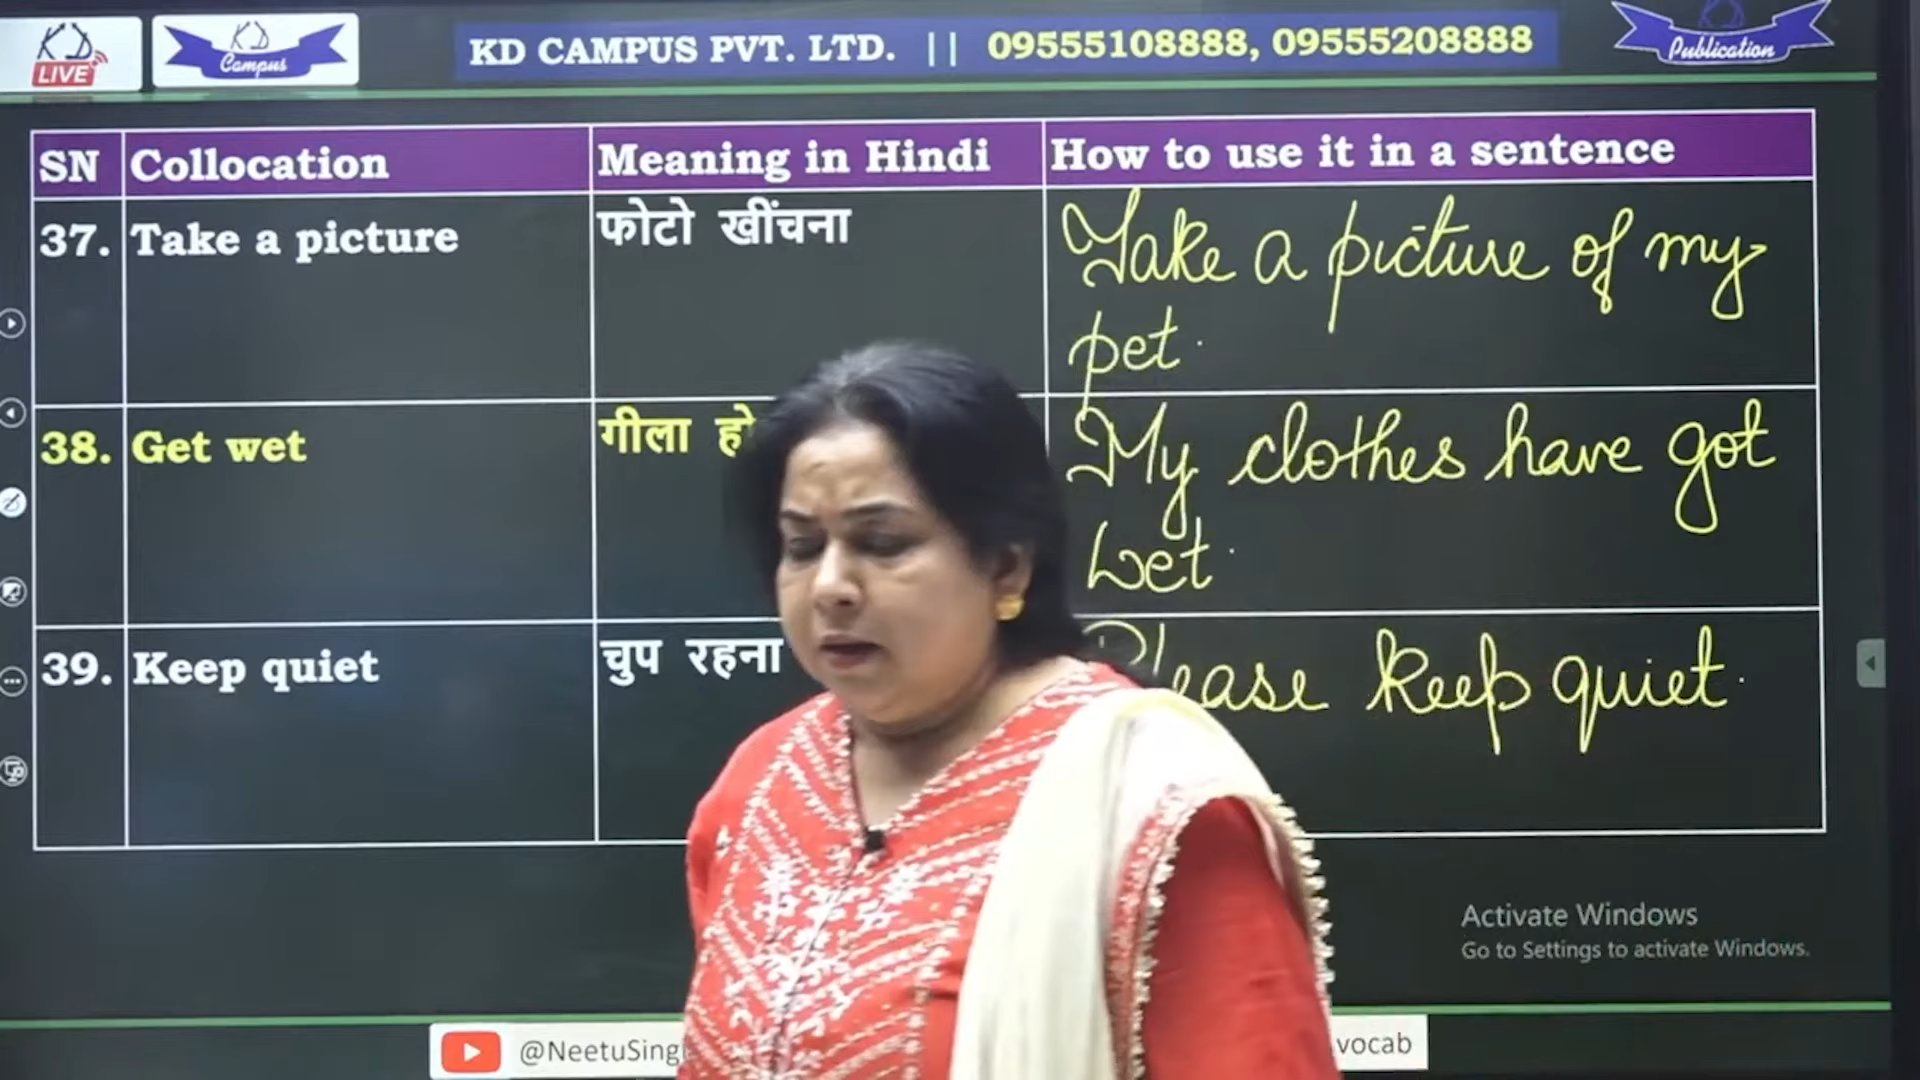 KD
LIVE
KD
Campus
KD CAMPUS PVT. LTD. || 09555108888, 09555208888
KD
Publication
SN Collocation Meaning in Hindi How to use it in a sentence
37. Take a picture फोटो खींचना Take a picture of my
pet.
38. Get wet गीला My clothes have got
wet.
39. Keep quiet चुप रहना Please keep quiet.
Activate Windows
Go to Settings to activate Windows.
@NeetuSing vocab